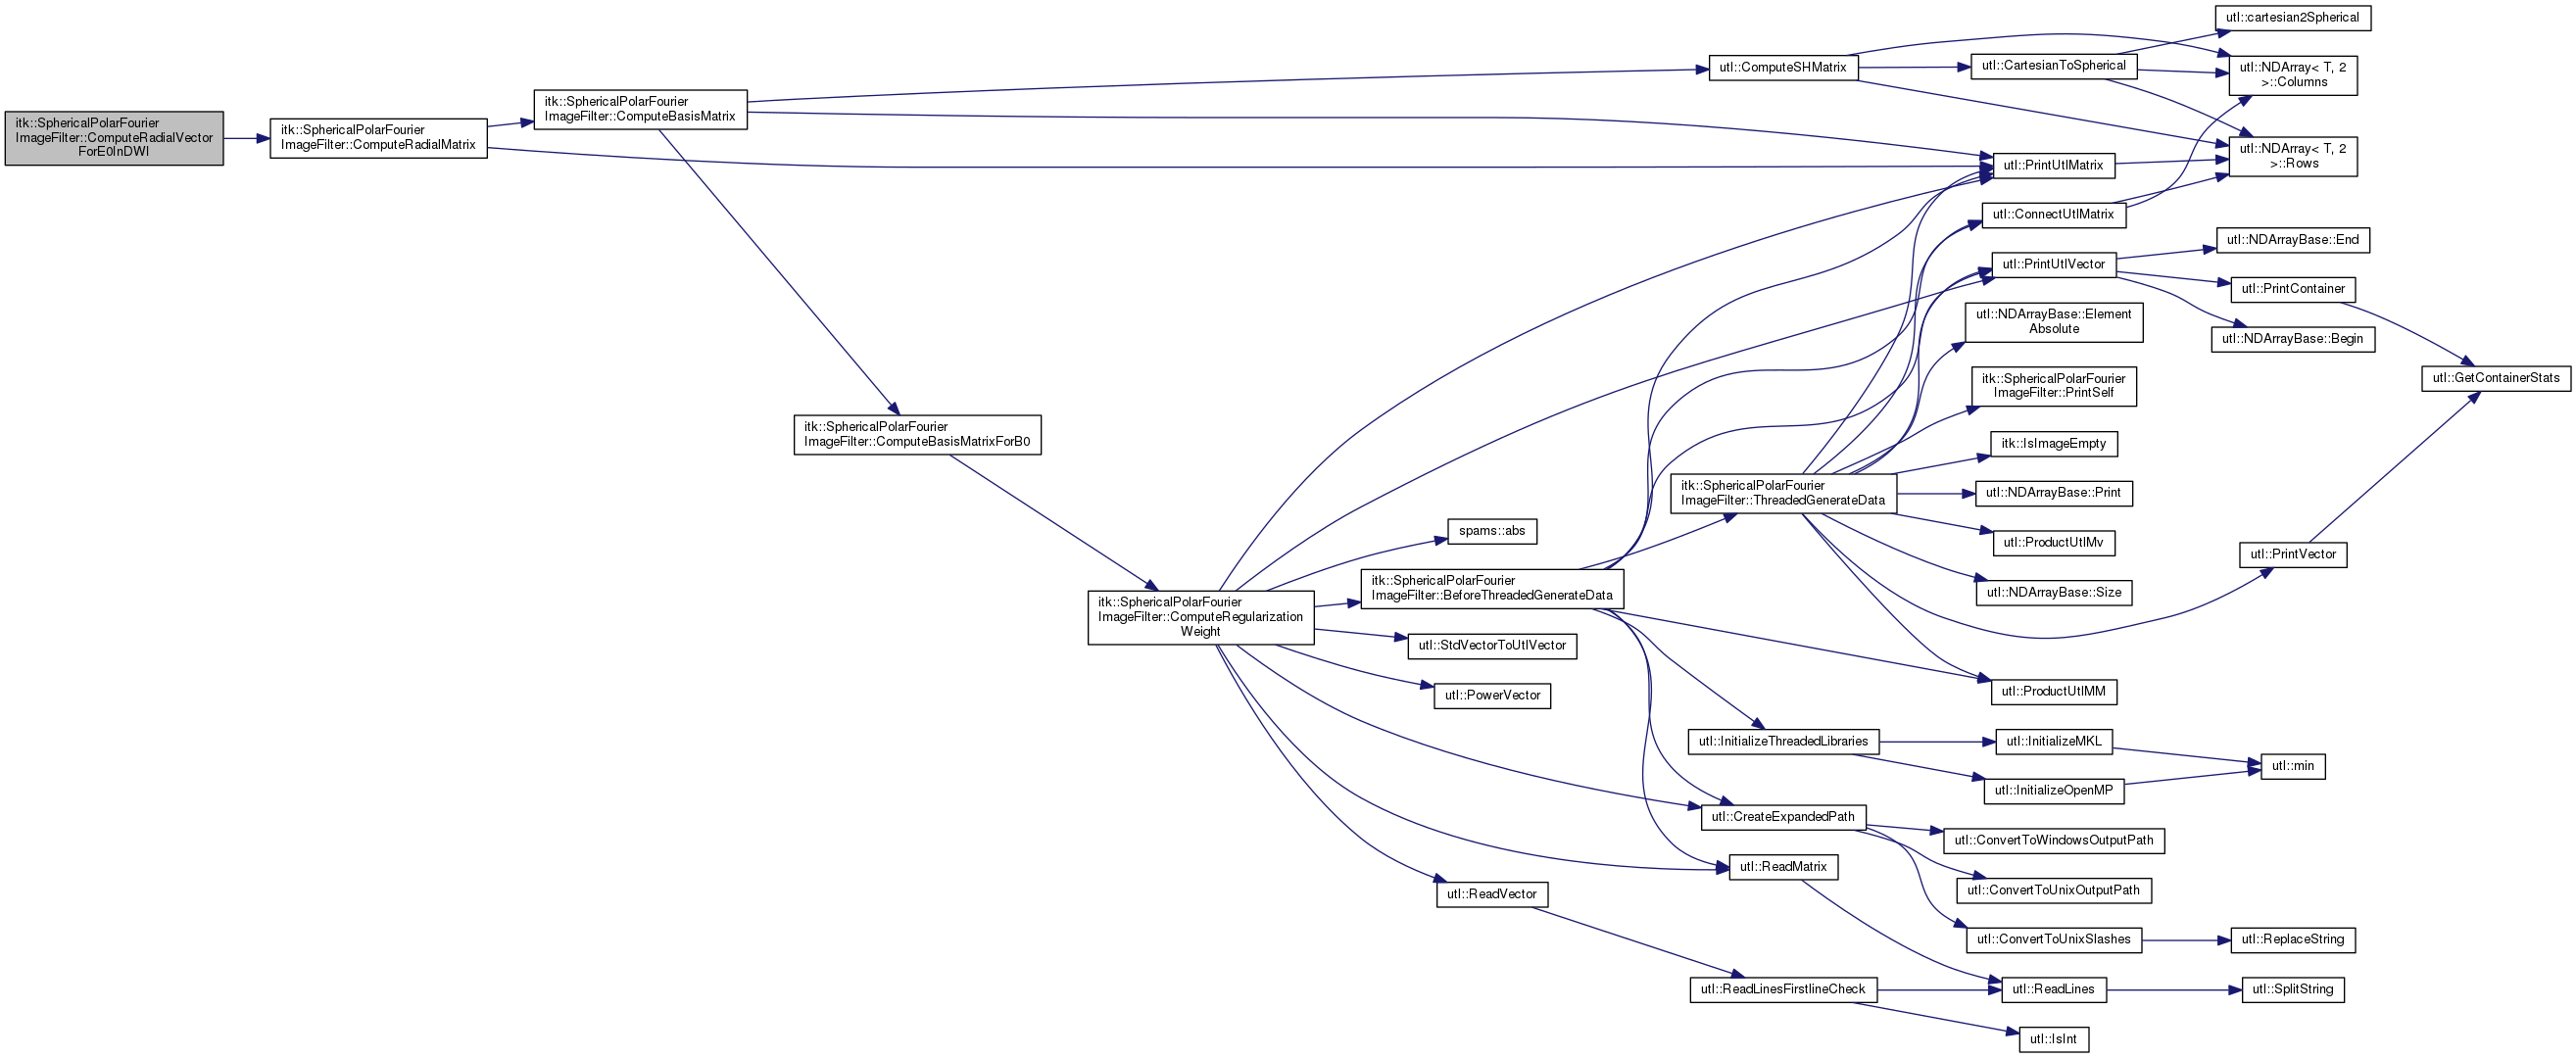 itk::SphericalPolarFourier
ImageFilter::ComputeRadialVector
ForE0InDWI
itk::SphericalPolarFourier
ImageFilter::ComputeRadialMatrix
itk::SphericalPolarFourier
ImageFilter::ComputeBasisMatrix
itk::SphericalPolarFourier
ImageFilter::ComputeBasisMatrixForB0
itk::SphericalPolarFourier
ImageFilter::ComputeRegularization
Weight
spams::abs
itk::SphericalPolarFourier
ImageFilter::BeforeThreadedGenerateData
utl::StdVectorToUtlVector
utl::PowerVector
utl::ReadVector
utl::ComputeSHMatrix
itk::SphericalPolarFourier
ImageFilter::ThreadedGenerateData
utl::InitializeThreadedLibraries
utl::CreateExpandedPath
utl::ReadMatrix
utl::ReadLinesFirstlineCheck
utl::CartesianToSpherical
utl::PrintUtlMatrix
utl::ConnectUtlMatrix
utl::PrintUtlVector
utl::NDArrayBase::Element
Absolute
itk::SphericalPolarFourier
ImageFilter::PrintSelf
itk::IsImageEmpty
utl::NDArrayBase::Print
utl::ProductUtlMv
utl::NDArrayBase::Size
utl::ProductUtlMM
utl::InitializeMKL
utl::InitializeOpenMP
utl::ConvertToWindowsOutputPath
utl::ConvertToUnixOutputPath
utl::ConvertToUnixSlashes
utl::ReadLines
utl::IsInt
utl::cartesian2Spherical
utl::NDArray< T, 2
>::Columns
utl::NDArray< T, 2
>::Rows
utl::NDArrayBase::End
utl::PrintContainer
utl::NDArrayBase::Begin
utl::PrintVector
utl::min
utl::ReplaceString
utl::SplitString
utl::GetContainerStats